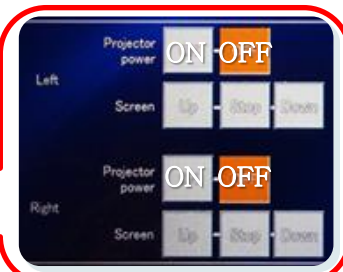 Projector
power ON OFF
Left
Screen Up Stop Down
Projector
power ON OFF
Right
Screen Up Stop Down